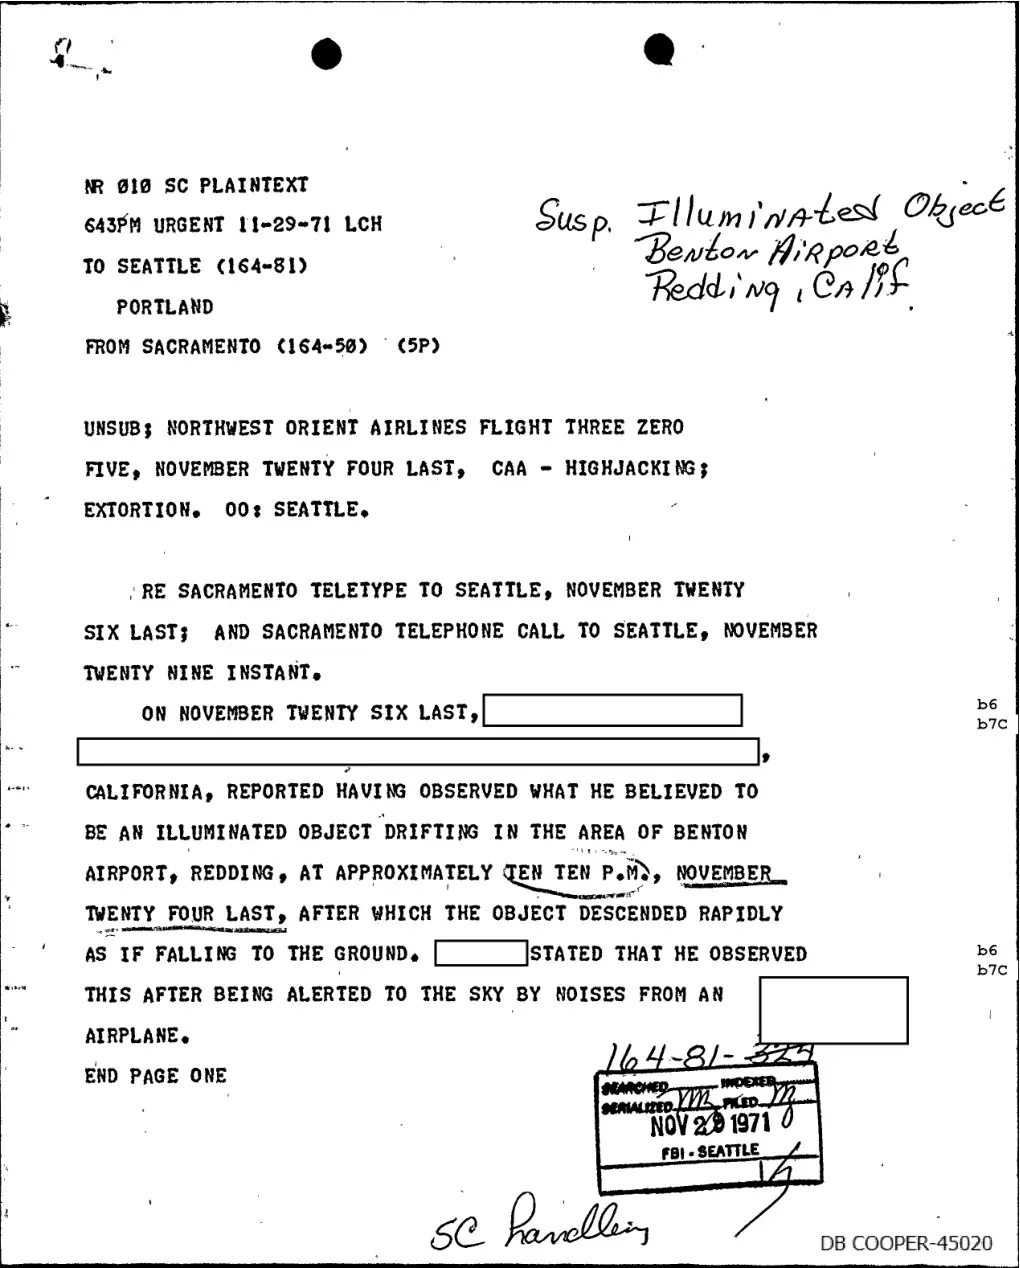 NR 010 SC PLAINTEXT
643PM URGENT 11-29-71 LCH
TO SEATTLE (164-81)
PORTLAND
FROM SACRAMENTO (164-50) (5P)
Susp. Illuminated Object
Benton Airport
Redding, Calif.
UNSUB; NORTHWEST ORIENT AIRLINES FLIGHT THREE ZERO
FIVE, NOVEMBER TWENTY FOUR LAST, CAA - HIGHJACKING;
EXTORTION. OO: SEATTLE.
RE SACRAMENTO TELETYPE TO SEATTLE, NOVEMBER TWENTY
SIX LAST; AND SACRAMENTO TELEPHONE CALL TO SEATTLE, NOVEMBER
TWENTY NINE INSTANT.
ON NOVEMBER TWENTY SIX LAST,
b6
b7C
,
CALIFORNIA, REPORTED HAVING OBSERVED WHAT HE BELIEVED TO
BE AN ILLUMINATED OBJECT DRIFTING IN THE AREA OF BENTON
AIRPORT, REDDING, AT APPROXIMATELY TEN TEN P.M., NOVEMBER
TWENTY FOUR LAST, AFTER WHICH THE OBJECT DESCENDED RAPIDLY
AS IF FALLING TO THE GROUND. STATED THAT HE OBSERVED
b6
b7C
THIS AFTER BEING ALERTED TO THE SKY BY NOISES FROM AN
AIRPLANE.
END PAGE ONE
164-81-324
SEARCHED INDEXED
SERIALIZED FILED
NOV 29 1971
FBI - SEATTLE
SC handling
DB COOPER-45020